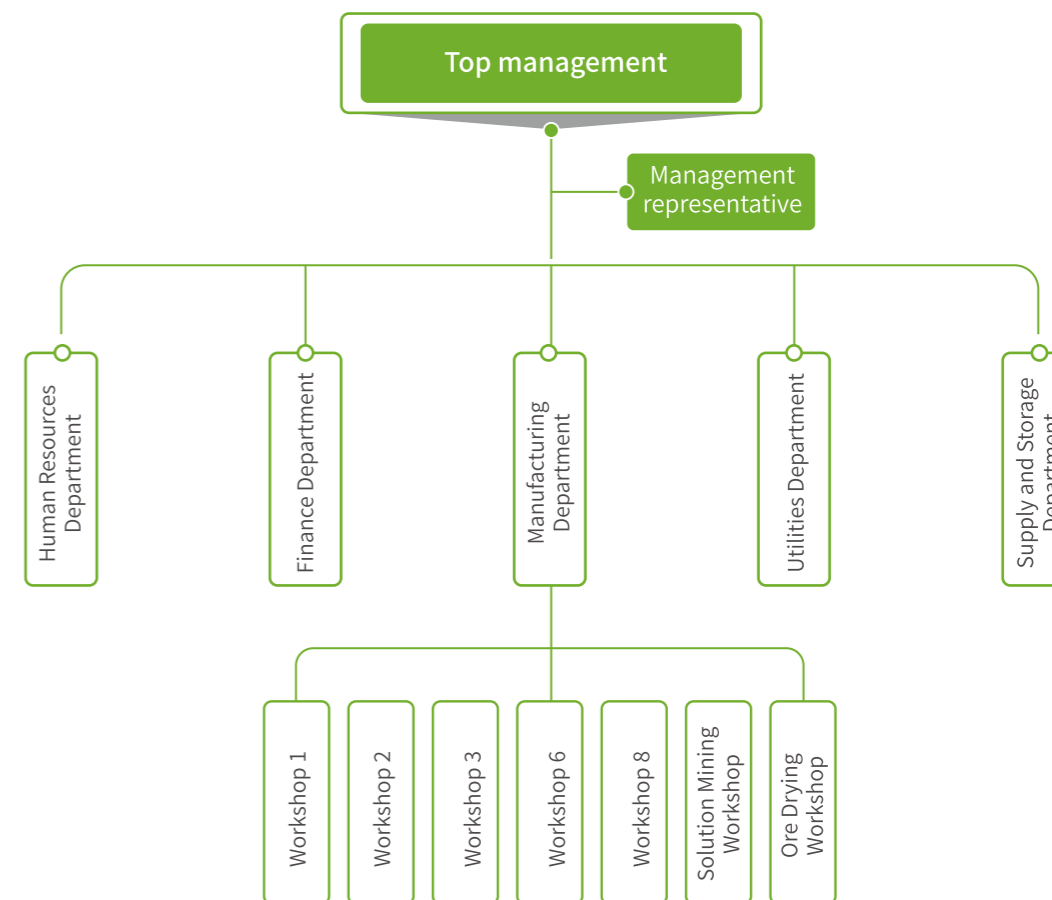 Top management
Management
representative
Human Resources
Department
Finance Department
Manufacturing
Department
Utilities Department
Supply and Storage
Department
Workshop 1
Workshop 2
Workshop 3
Workshop 6
Workshop 8
Solution Mining
Workshop
Ore Drying
Workshop